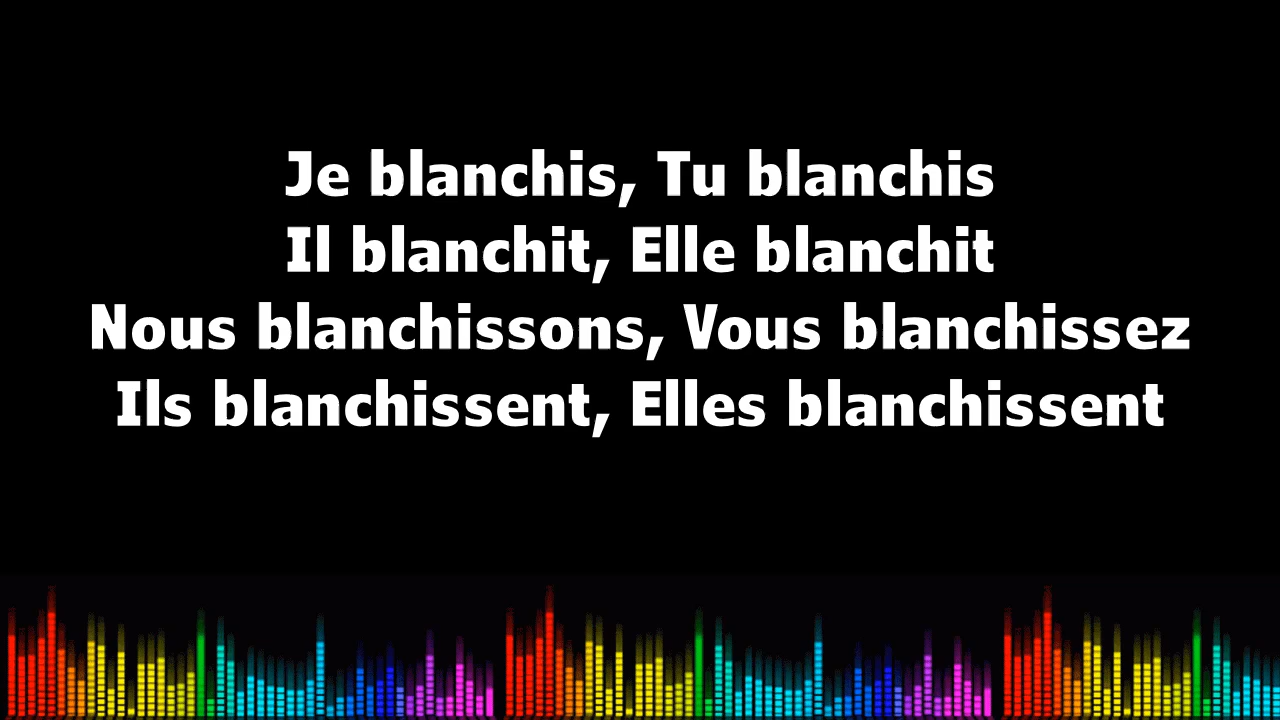 Je blanchis, Tu blanchis
Il blanchit, Elle blanchit
Nous blanchissons, Vous blanchissez
Ils blanchissent, Elles blanchissent